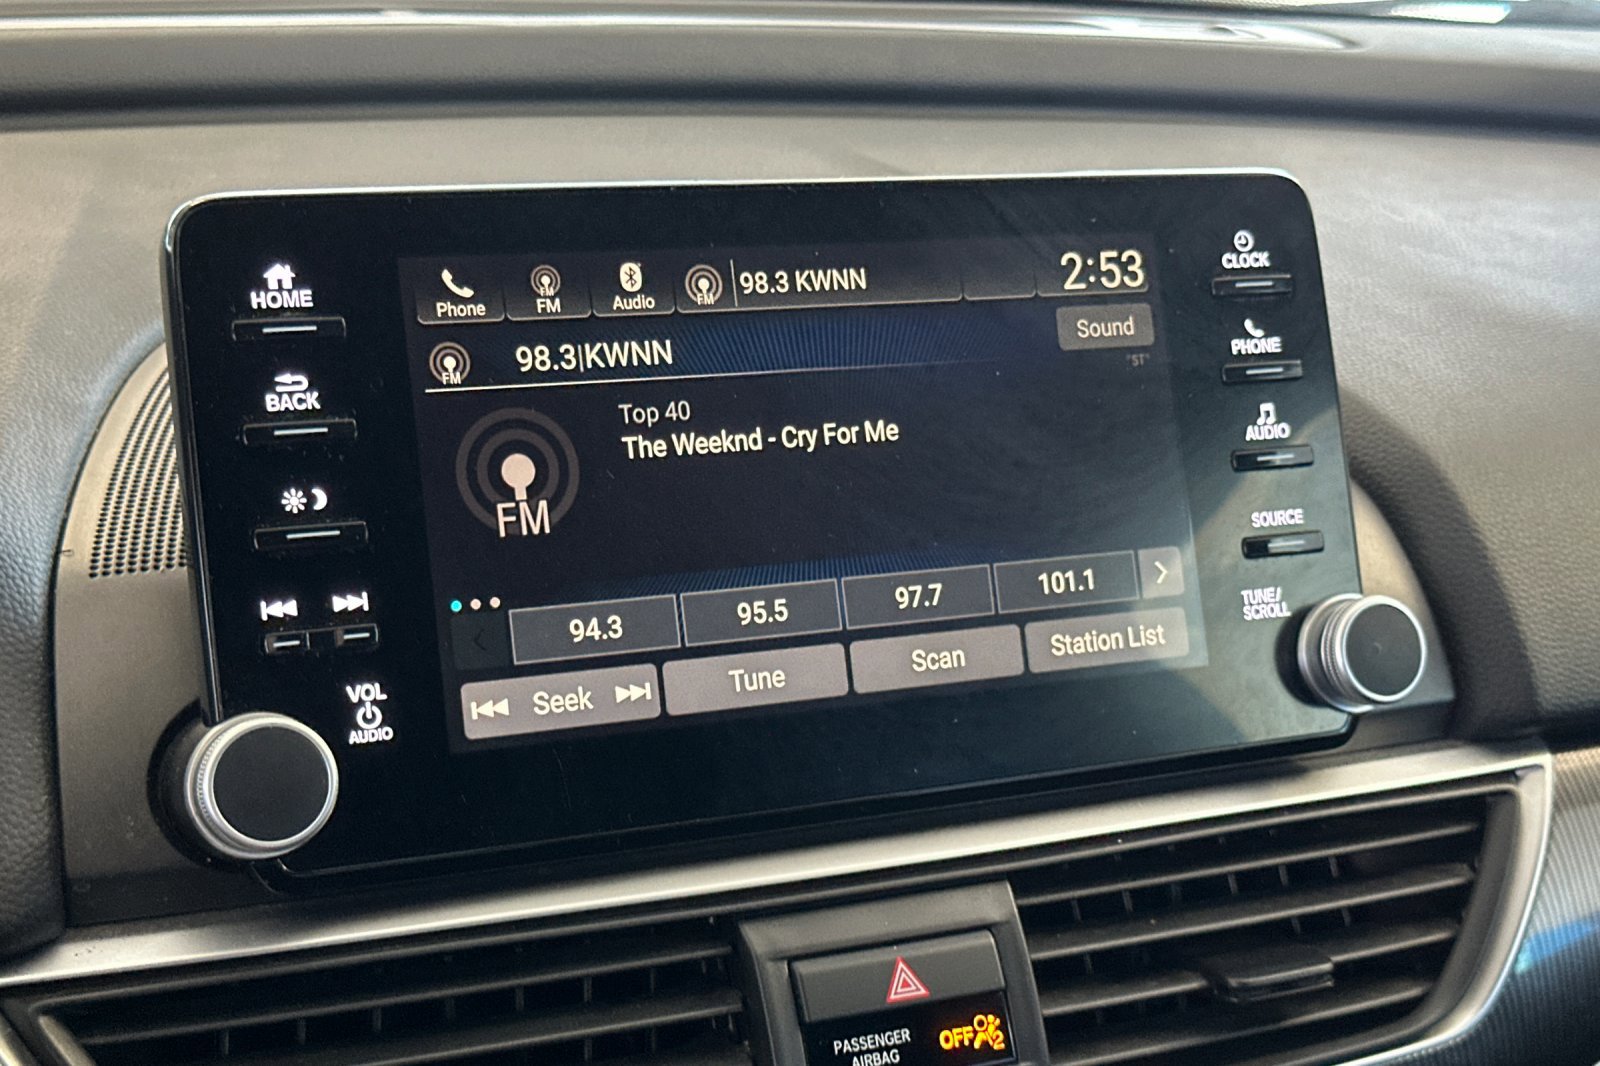 HOME
BACK
VOL
AUDIO
Phone
FM
FM
Audio
FM
98.3 KWNN
2:53
FM
98.3|KWNN
Sound
"ST"
FM
Top 40
The Weeknd - Cry For Me
94.3
95.5
97.7
101.1
Seek
Tune
Scan
Station List
CLOCK
PHONE
AUDIO
SOURCE
TUNE/
SCROLL
PASSENGER
AIRBAG
OFF
2